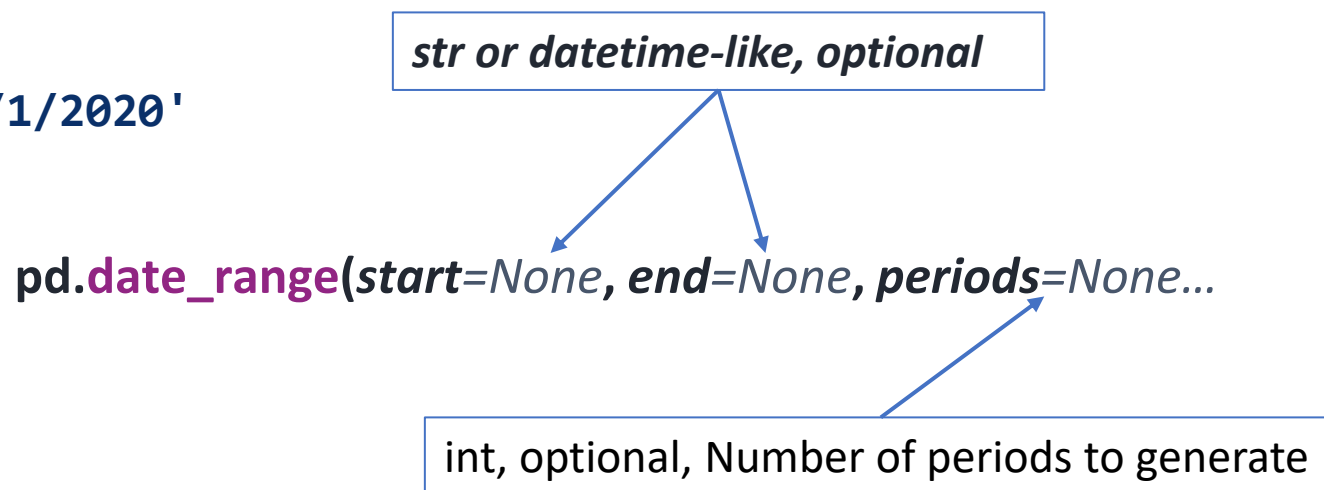 str or datetime-like, optional
/1/2020'
pd.date_range(start=None, end=None, periods=None…
int, optional, Number of periods to generate